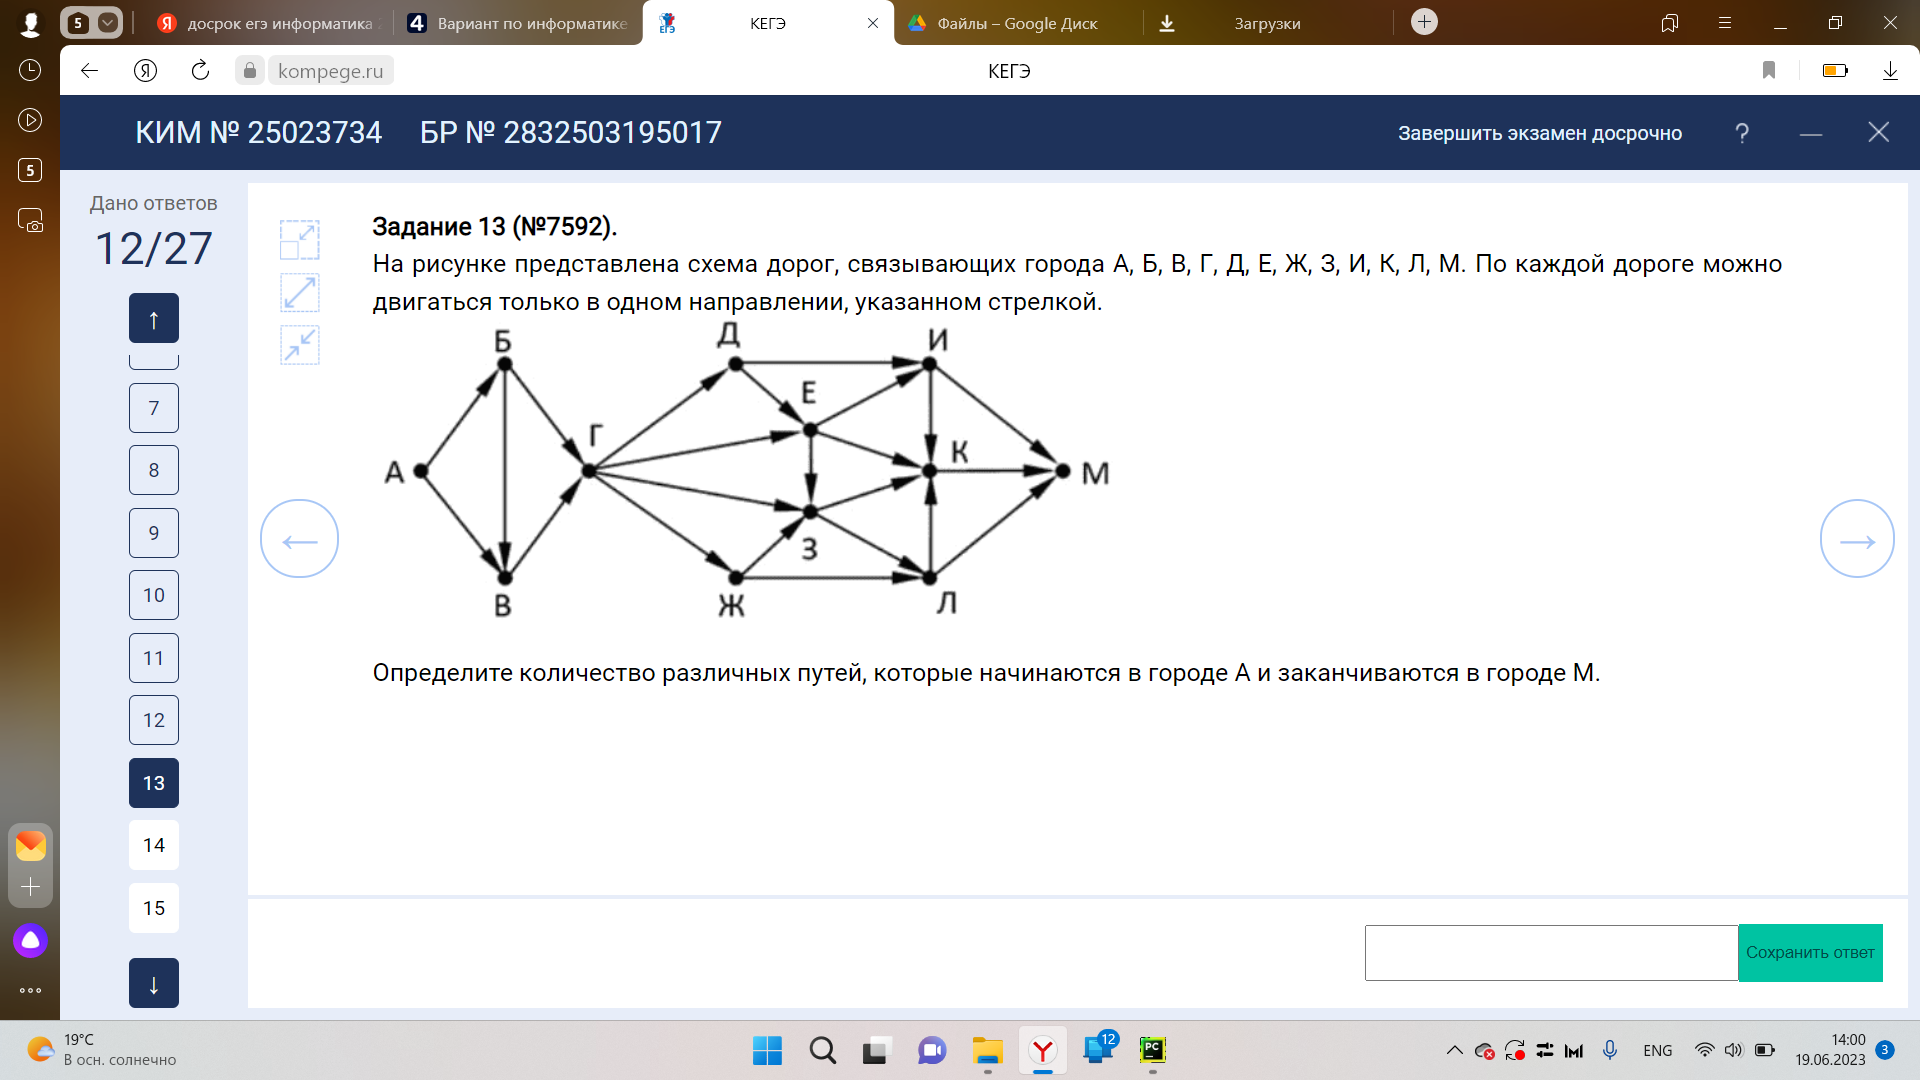 5
досрок егэ информатика 2
Вариант по информатике
КЕГЭ
Файлы – Google Диск
Загрузки
kompege.ru
КЕГЭ
5
КИМ № 25023734 БР № 2832503195017
Завершить экзамен досрочно
?
Дано ответов
12/27
↑
7
8
9
10
11
12
13
14
15
↓
Задание 13 (№7592).
На рисунке представлена схема дорог, связывающих города А, Б, В, Г, Д, Е, Ж, З, И, К, Л, М. По каждой дороге можно
двигаться только в одном направлении, указанном стрелкой.
Б
Д
И
Е
Г
К
А
М
З
В
Ж
Л
Определите количество различных путей, которые начинаются в городе А и заканчиваются в городе М.
Сохранить ответ
19°C
В осн. солнечно
12
PC
ENG
14:00
19.06.2023
3